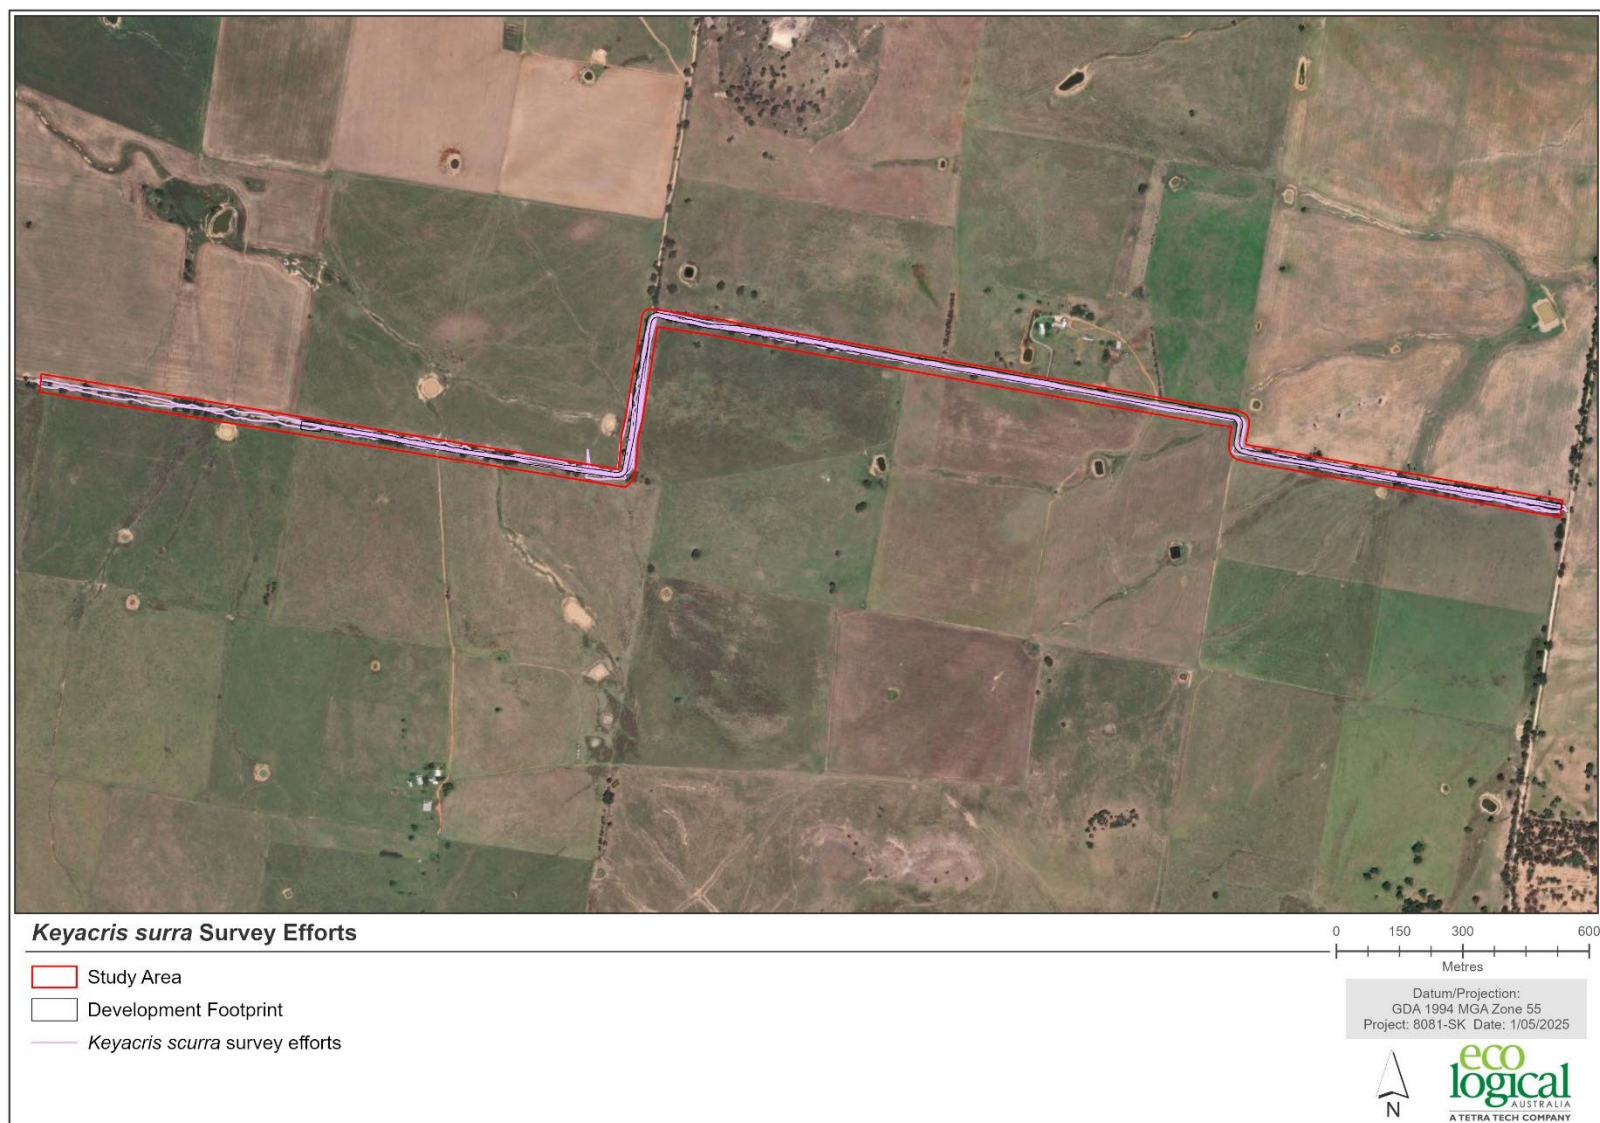 Keyacris surra Survey Efforts
Study Area
Development Footprint
Keyacris scurra survey efforts
0 150 300 600
Metres
Datum/Projection:
GDA 1994 MGA Zone 55
Project: 8081-SK Date: 1/05/2025
N
eco
logical
AUSTRALIA
A TETRA TECH COMPANY